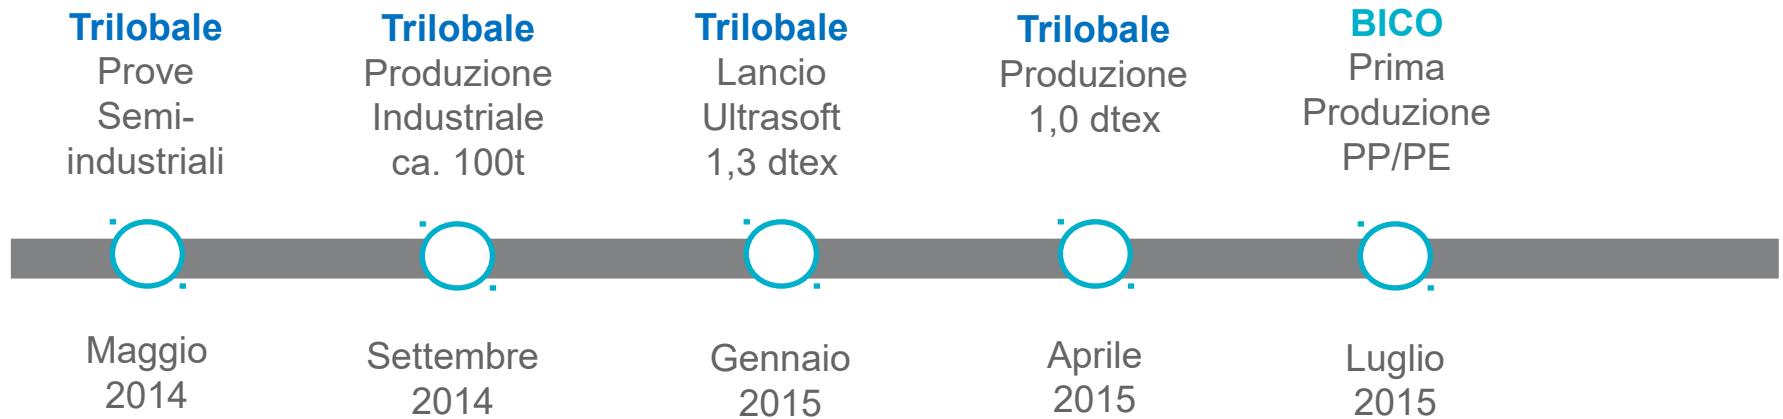 Trilobale
Prove
Semi-
industriali
Trilobale
Produzione
Industriale
ca. 100t
Trilobale
Lancio
Ultrasoft
1,3 dtex
Trilobale
Produzione
1,0 dtex
BICO
Prima
Produzione
PP/PE
Maggio
2014
Settembre
2014
Gennaio
2015
Aprile
2015
Luglio
2015